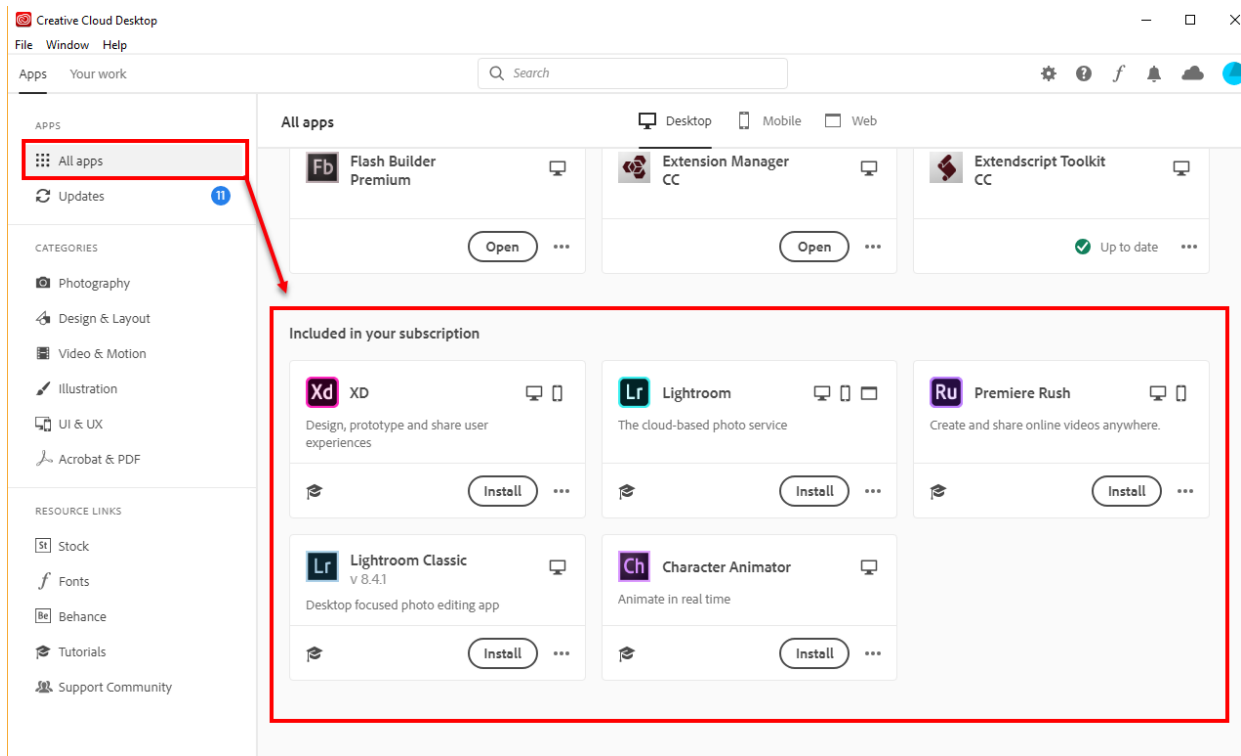 Creative Cloud Desktop
File Window Help
Apps Your work
Search
f
APPS
All apps
Updates 11
CATEGORIES
Photography
Design & Layout
Video & Motion
Illustration
UI & UX
Acrobat & PDF
RESOURCE LINKS
St Stock
f Fonts
Be Behance
Tutorials
Support Community
All apps
Desktop Mobile Web
Fb Flash Builder
Premium
Open
Extension Manager
CC
Open
Extendscript Toolkit
CC
Up to date
Included in your subscription
Xd XD
Design, prototype and share user
experiences
Install
Lr Lightroom
The cloud-based photo service
Install
Ru Premiere Rush
Create and share online videos anywhere.
Install
Lr Lightroom Classic
v 8.4.1
Desktop focused photo editing app
Install
Ch Character Animator
Animate in real time
Install